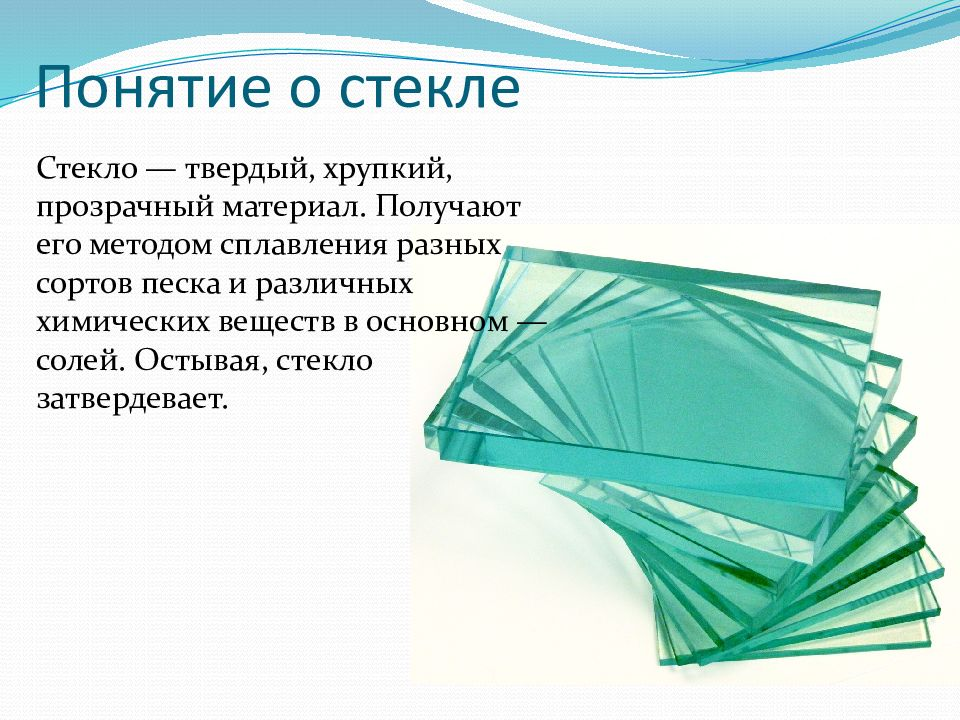 Понятие о стекле
Стекло — твердый, хрупкий,
прозрачный материал. Получают
его методом сплавления разных
сортов песка и различных
химических веществ в основном —
солей. Остывая, стекло
затвердевает.